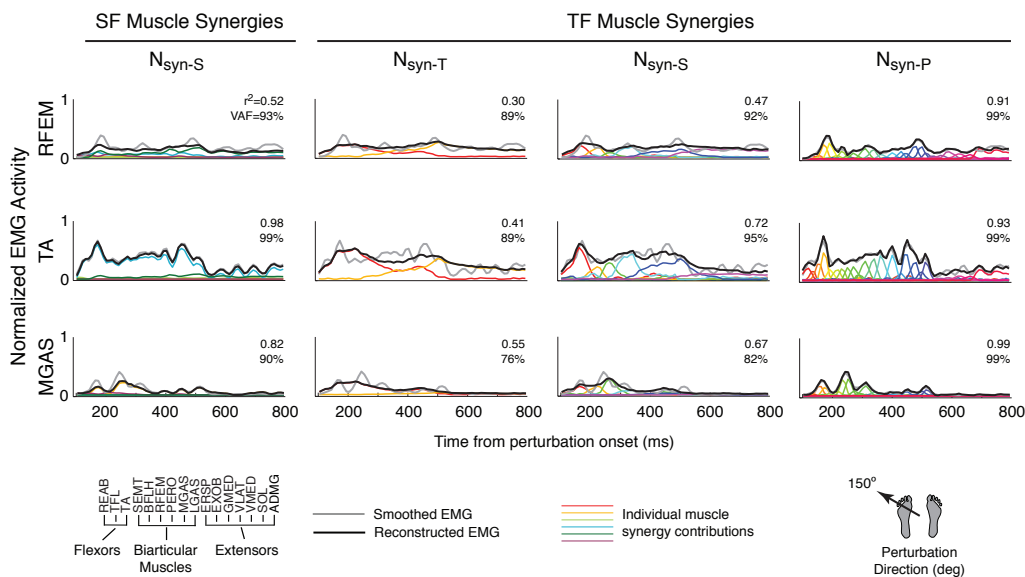 SF Muscle Synergies
TF Muscle Synergies
Nsyn-S
Nsyn-T
Nsyn-S
Nsyn-P
Normalized EMG Activity
RFEM
1
0
r²=0.52
VAF=93%
0.30
89%
0.47
92%
0.91
99%
TA
1
0
0.98
99%
0.41
89%
0.72
95%
0.93
99%
MGAS
1
0
0.82
90%
0.55
76%
0.67
82%
0.99
99%
200 400 600 800
200 400 600 800
200 400 600 800
200 400 600 800
Time from perturbation onset (ms)
REAB
TFL
TA
SEMT
BFLH
RFEM
PERO
MGAS
LGAS
ERSP
EXOB
GMED
VLAT
VMED
SOL
ADMG
Flexors
Biarticular
Muscles
Extensors
Smoothed EMG
Reconstructed EMG
Individual muscle
synergy contributions
150°
Perturbation
Direction (deg)